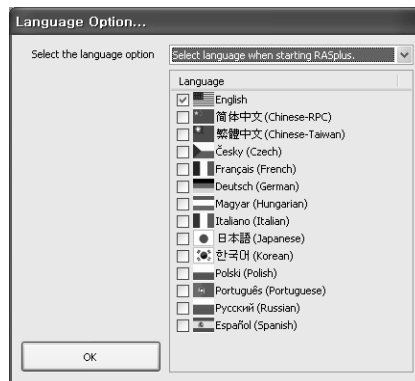 Language Option...
Select the language option
Select language when starting RASplus.
Language
English
简体中文 (Chinese-RPC)
繁體中文 (Chinese-Taiwan)
Česky (Czech)
Français (French)
Deutsch (German)
Magyar (Hungarian)
Italiano (Italian)
日本語 (Japanese)
한국어 (Korean)
Polski (Polish)
Português (Portuguese)
Русский (Russian)
Español (Spanish)
OK